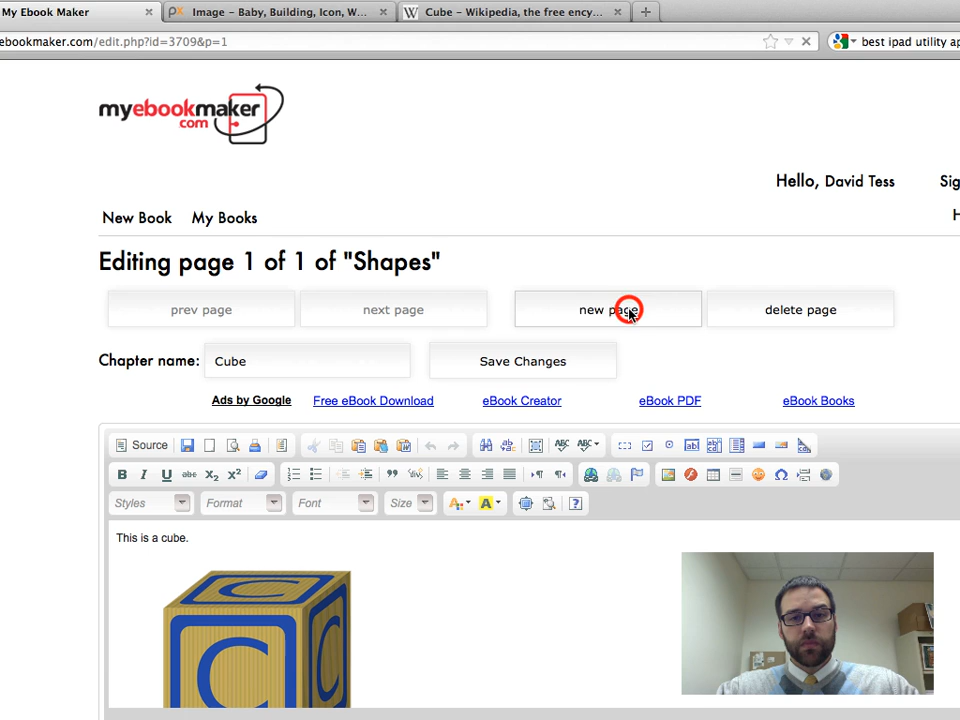 My Ebook Maker
Image – Baby, Building, Icon, W...
Cube – Wikipedia, the free ency...
ebookmaker.com/edit.php?id=3709&p=1
best ipad utility ap
myebookmaker
com
Hello, David Tess
Sig
New Book
My Books
H
Editing page 1 of 1 of "Shapes"
prev page
next page
new page
delete page
Chapter name:
Cube
Save Changes
Ads by Google
Free eBook Download
eBook Creator
eBook PDF
eBook Books
Source
Styles
Format
Font
Size
This is a cube.
C
C
C